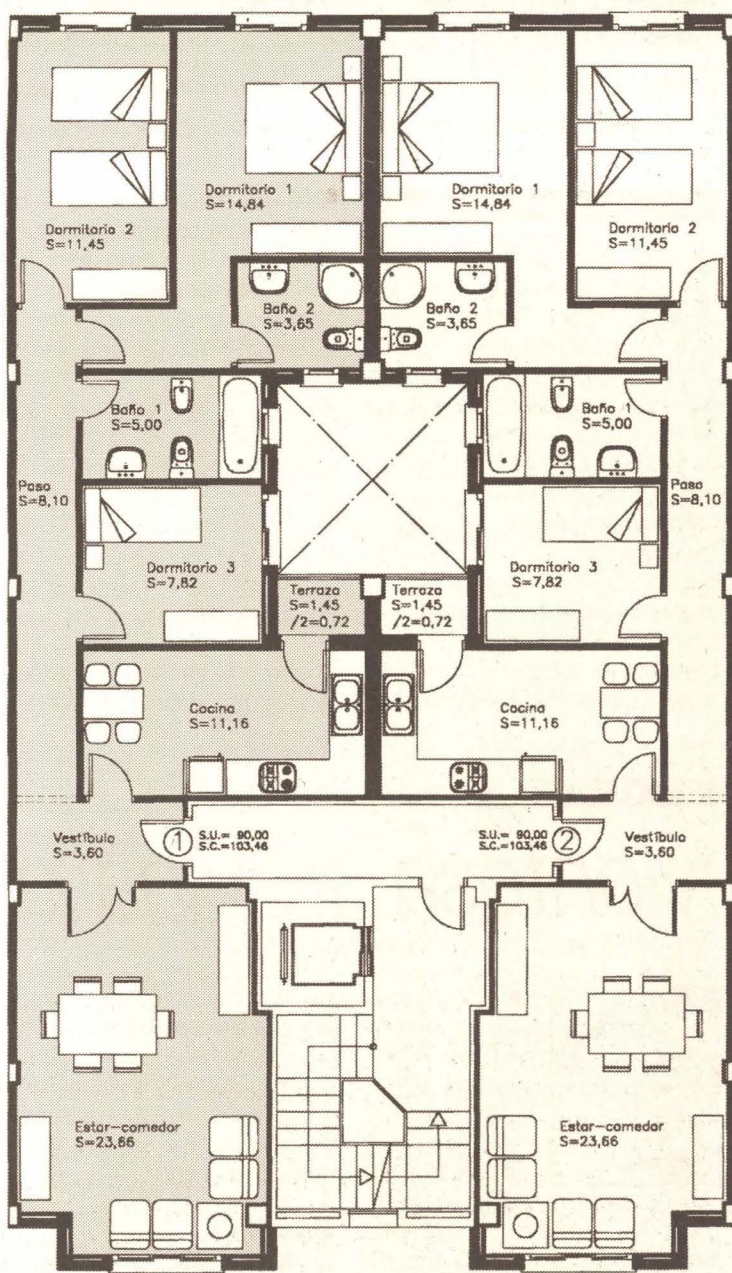 Dormitorio 1
S=14,84
Dormitorio 1
S=14,84
Dormitorio 2
S=11,45
Dormitorio 2
S=11,45
Baño 2
S=3,65
Baño 2
S=3,65
Baño 1
S=5,00
Baño 1
S=5,00
Paso
S=8,10
Paso
S=8,10
Dormitorio 3
S=7,82
Dormitorio 3
S=7,82
Terraza
S=1,45
/2=0,72
Terraza
S=1,45
/2=0,72
Cocina
S=11,16
Cocina
S=11,16
Vestíbulo
S=3,60
1
S.U.= 90,00
S.C.=103,46
S.U.= 90,00
S.C.=103,46
2
Vestíbulo
S=3,60
Estar-comedor
S=23,66
Estar-comedor
S=23,66